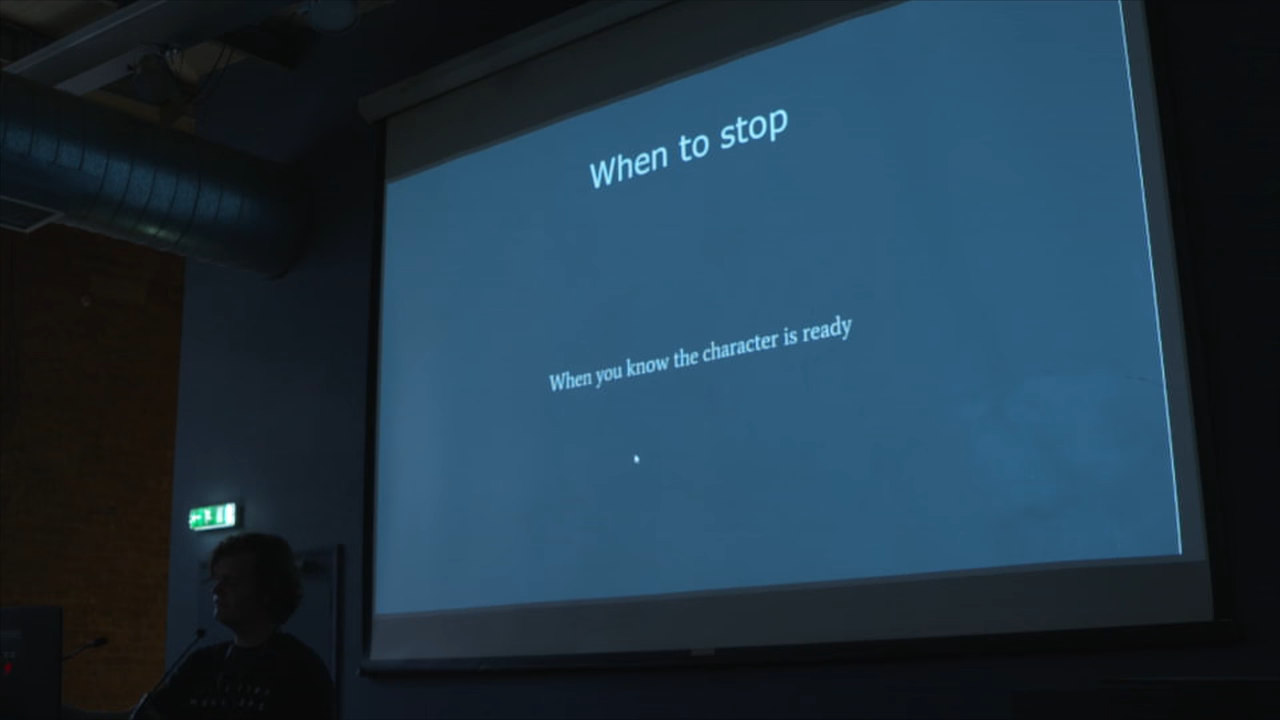 When to stop
When you know the character is ready